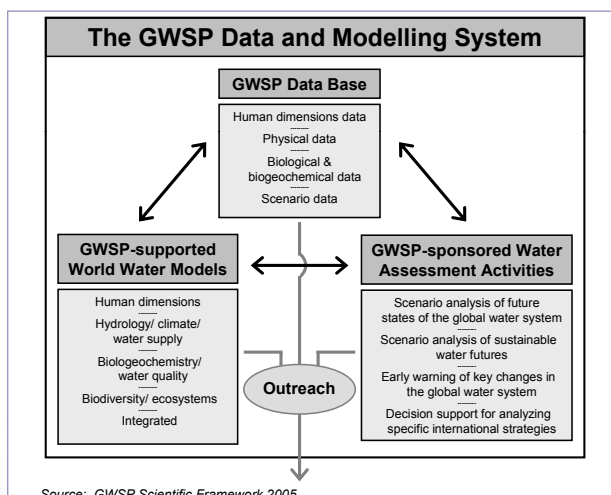 The GWSP Data and Modelling System
GWSP Data Base
Human dimensions data
Physical data
Biological &
biogeochemical data
Scenario data
GWSP-supported
World Water Models
Human dimensions
Hydrology/ climate/
water supply
Biologeochemistry/
water quality
Biodiversity/ ecosystems
Integrated
GWSP-sponsored Water
Assessment Activities
Scenario analysis of future
states of the global water system
Scenario analysis of sustainable
water futures
Early warning of key changes in
the global water system
Decision support for analyzing
specific international strategies
Outreach
Source: GWSP Scientific Framework 2005